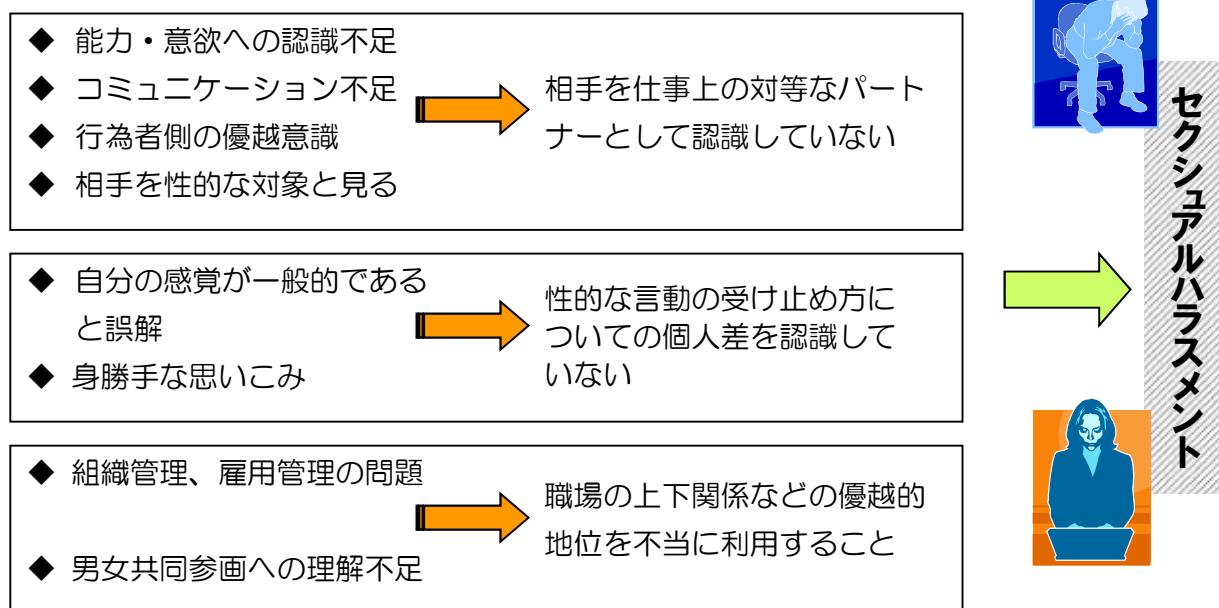 ◆ 能力・意欲への認識不足
◆ コミュニケーション不足
◆ 行為者側の優越意識
◆ 相手を性的な対象と見る
相手を仕事上の対等なパート
ナーとして認識していない
◆ 自分の感覚が一般的である
と誤解
◆ 身勝手な思いこみ
性的な言動の受け止め方に
ついての個人差を認識して
いない
◆ 組織管理、雇用管理の問題
◆ 男女共同参画への理解不足
職場の上下関係などの優越的
地位を不当に利用すること
セクシュアルハラスメント